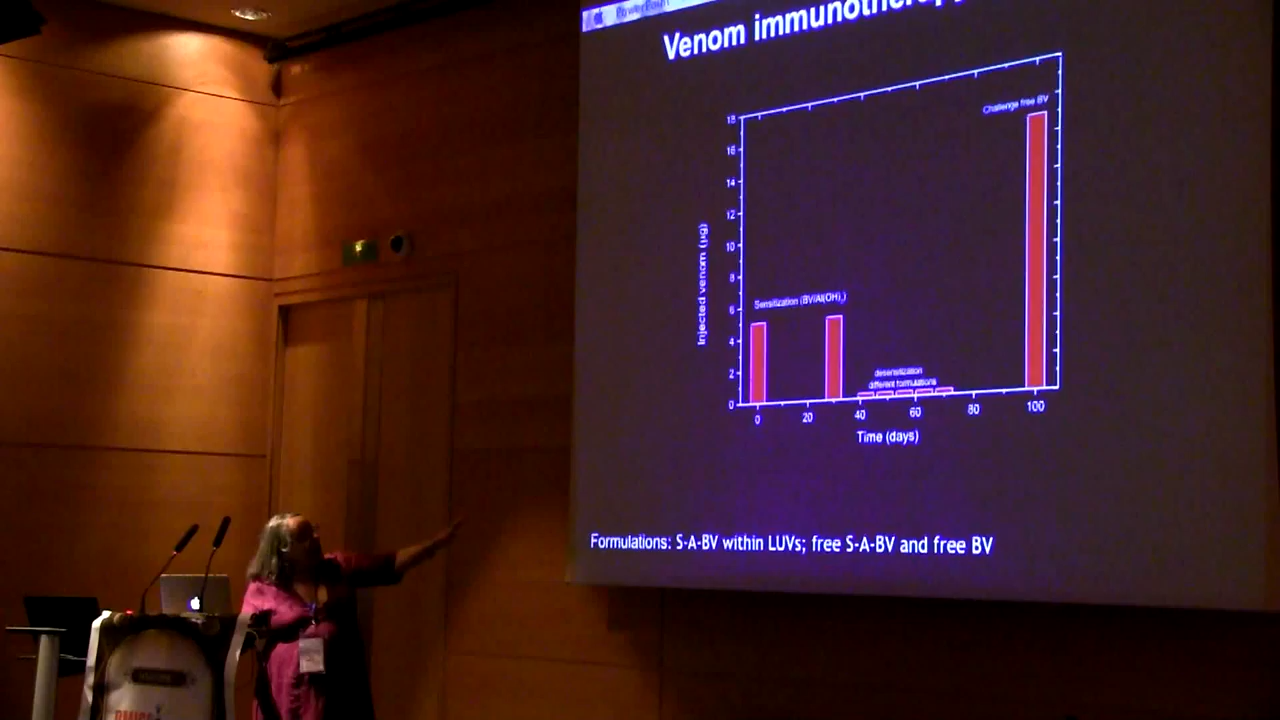 PowerPoint
Venom immunotherapy
Challenge free BV
18
16
14
12
10
8
6
4
2
0
Injected venom (µg)
Sensitization (BV/Al(OH)₃)
desensitization
different formulations
0 20 40 60 80 100
Time (days)
Formulations: S-A-BV within LUVs; free S-A-BV and free BV